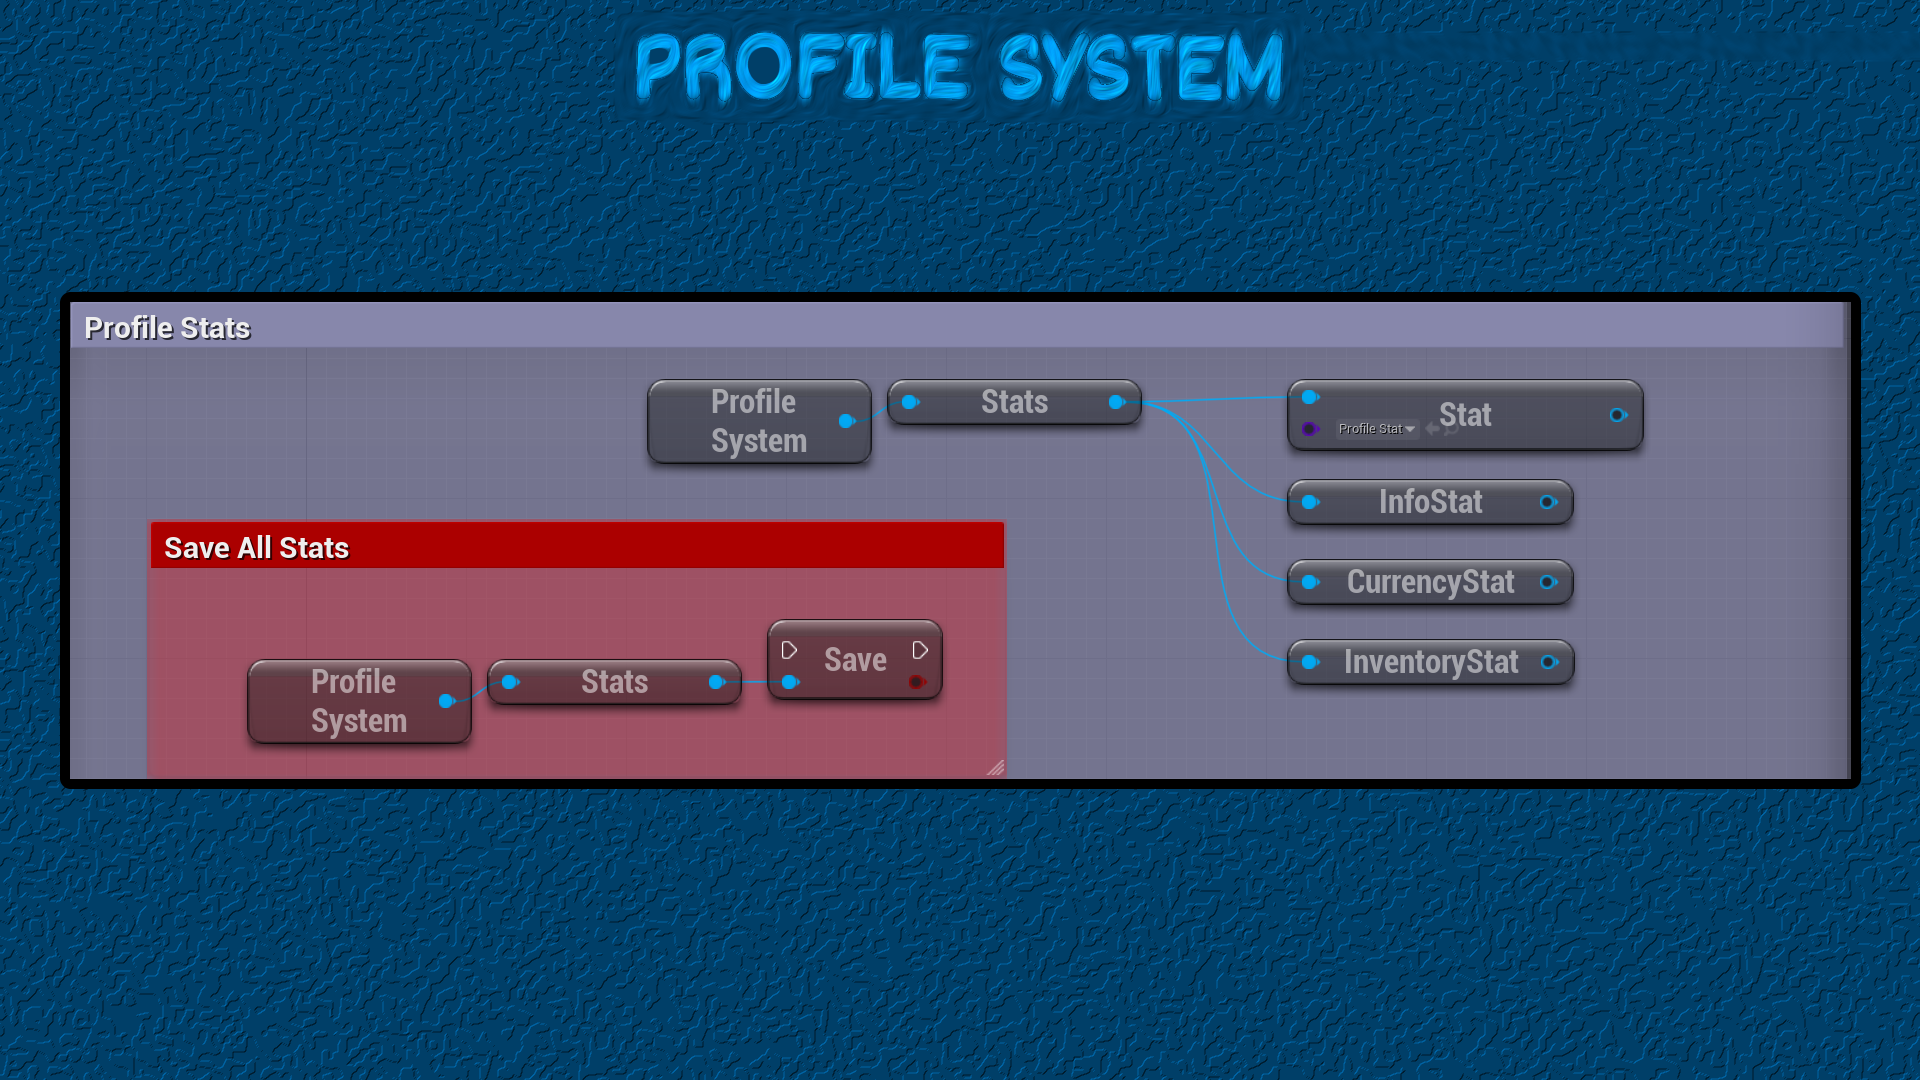 PROFILE SYSTEM
Profile Stats
Profile
System
Stats
Stat
Profile Stat
InfoStat
CurrencyStat
InventoryStat
Save All Stats
Profile
System
Stats
Save